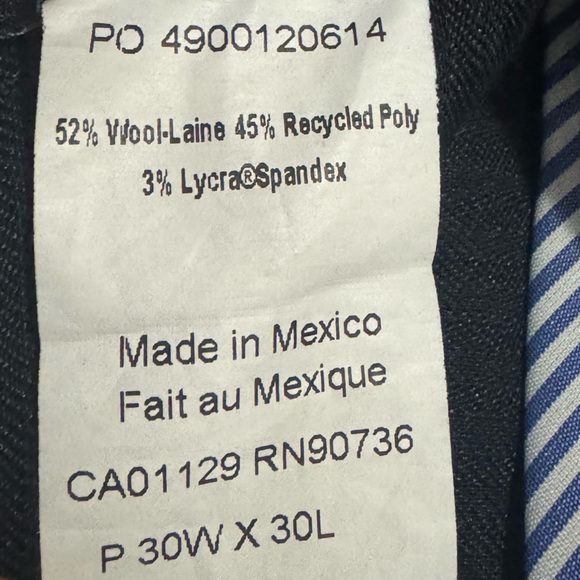 PO 4900120614
52% Wool-Laine 45% Recycled Poly
3% Lycra®Spandex
Made in Mexico
Fait au Mexique
CA01129 RN90736
P 30W X 30L